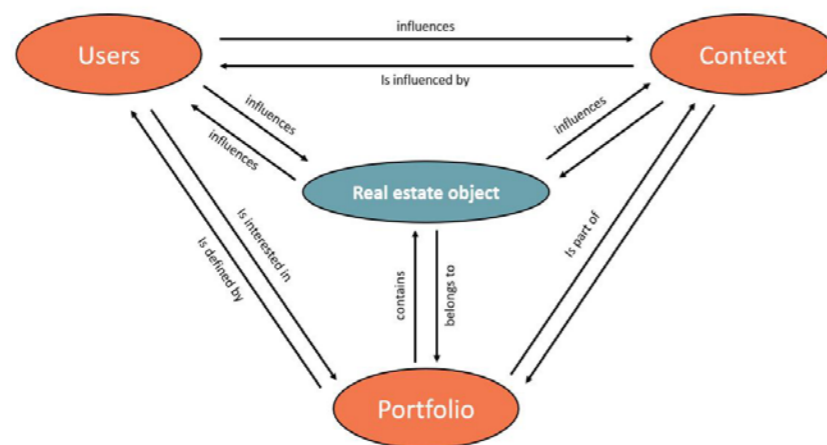 influences
Users
Context
Is influenced by
influences
influences
influences
Real estate object
Is interested in
Is defined by
contains
belongs to
Is part of
Portfolio